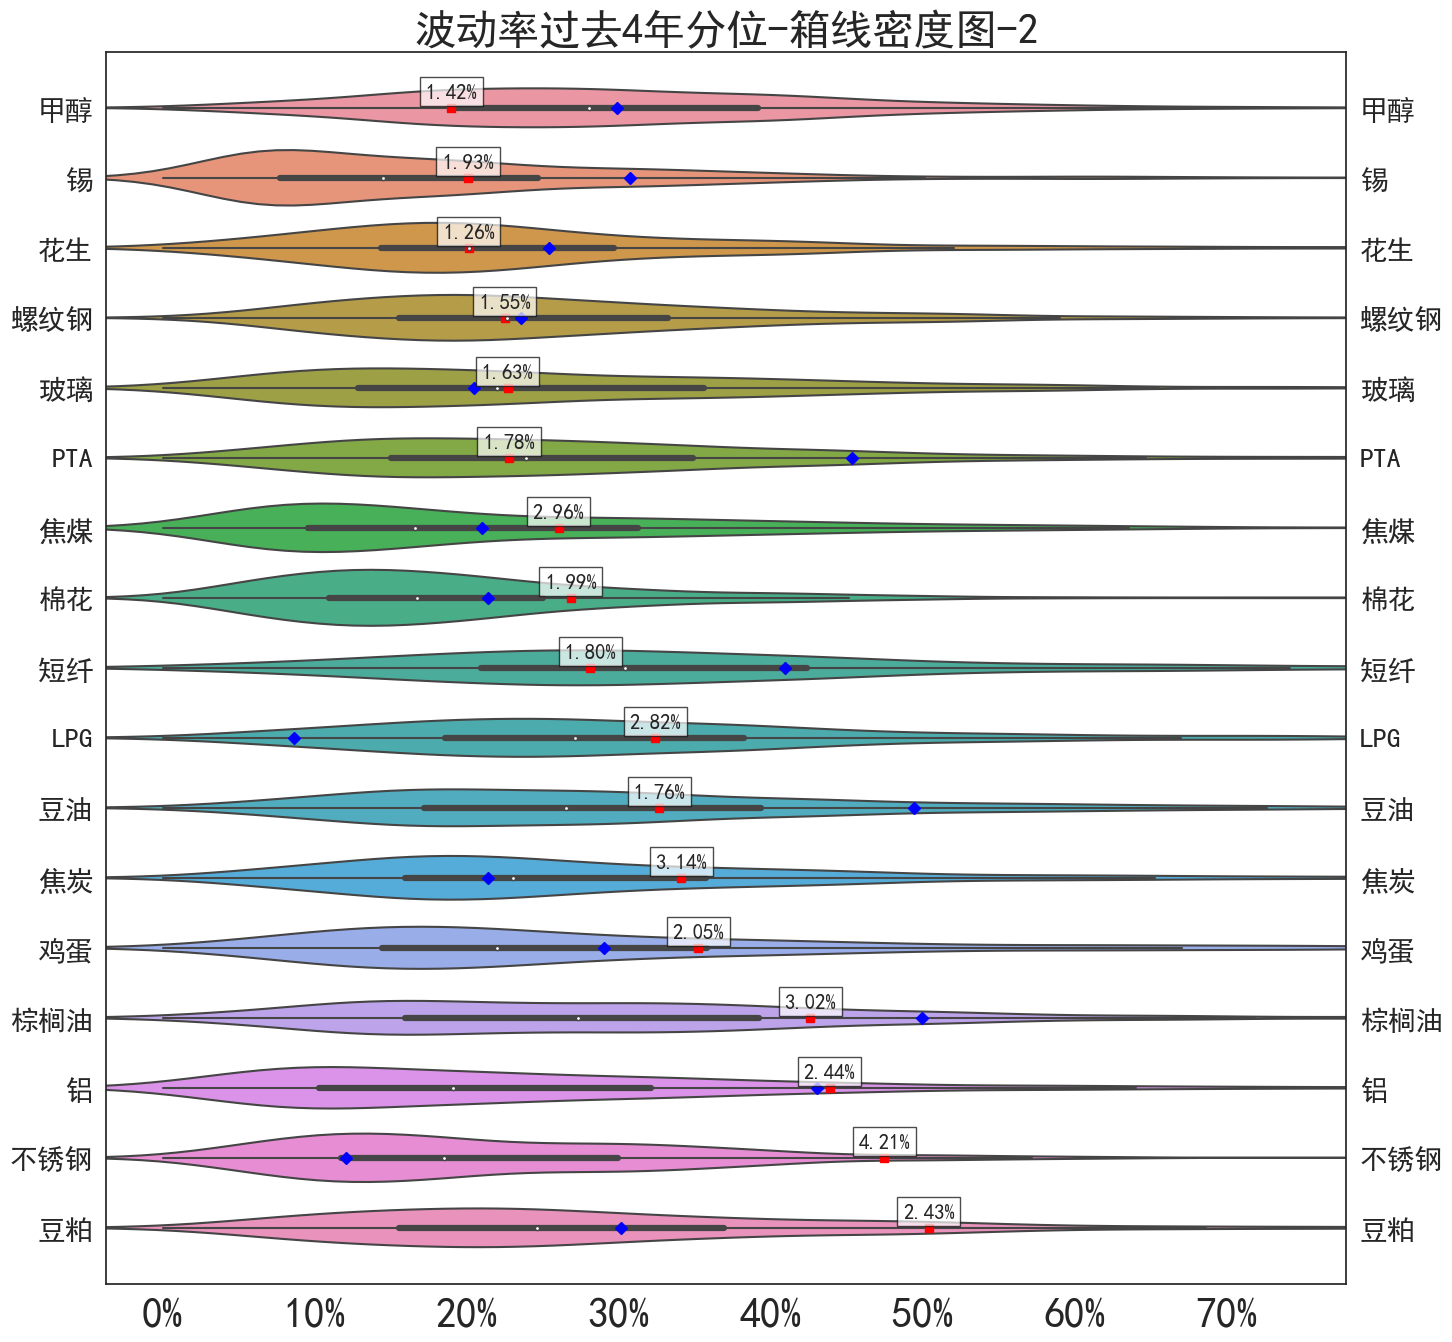 波动率过去4年分位-箱线密度图-2
1.42%
甲醇 甲醇
1.93%
锡 锡
1.26%
花生 花生
1.55%
螺纹钢 螺纹钢
1.63%
玻璃 玻璃
1.78%
PTA PTA
2.96%
焦煤 焦煤
1.99%
棉花 棉花
1.80%
短纤 短纤
2.82%
LPG LPG
1.76%
豆油 豆油
3.14%
焦炭 焦炭
2.05%
鸡蛋 鸡蛋
3.02%
棕榈油 棕榈油
2.44%
铝 铝
4.21%
不锈钢 不锈钢
2.43%
豆粕 豆粕
0% 10% 20% 30% 40% 50% 60% 70%